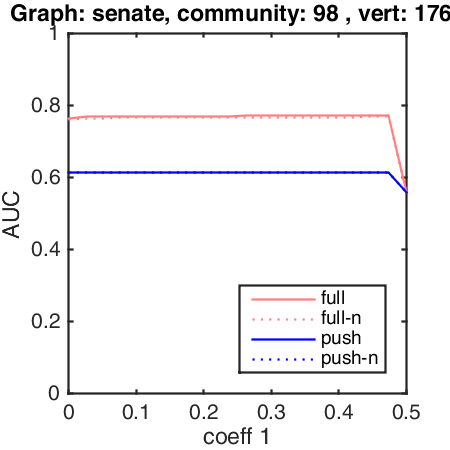 Graph: senate, community: 98 , vert: 176
1
0.8
0.6
0.4
0.2
0
AUC
full
full-n
push
push-n
0 0.1 0.2 0.3 0.4 0.5
coeff 1